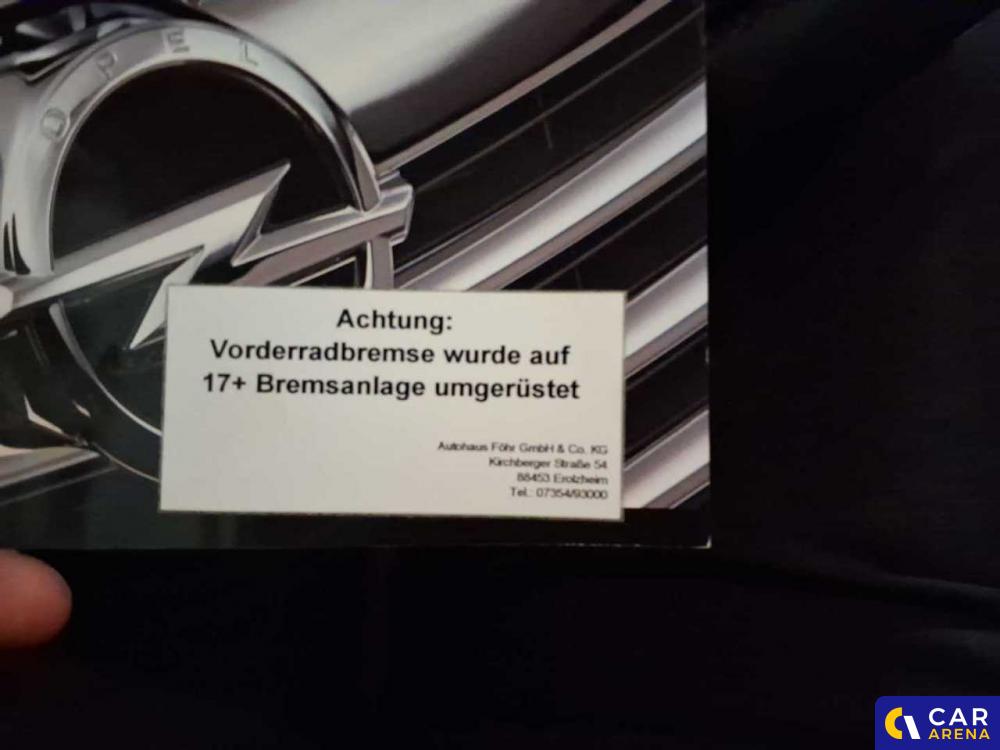 OPEL
Achtung:
Vorderradbremse wurde auf
17+ Bremsanlage umgerüstet
Autohaus Föhr GmbH & Co. KG
Kirchberger Straße 54
88453 Erolzheim
Tel.: 07354/93000
CAR
ARENA